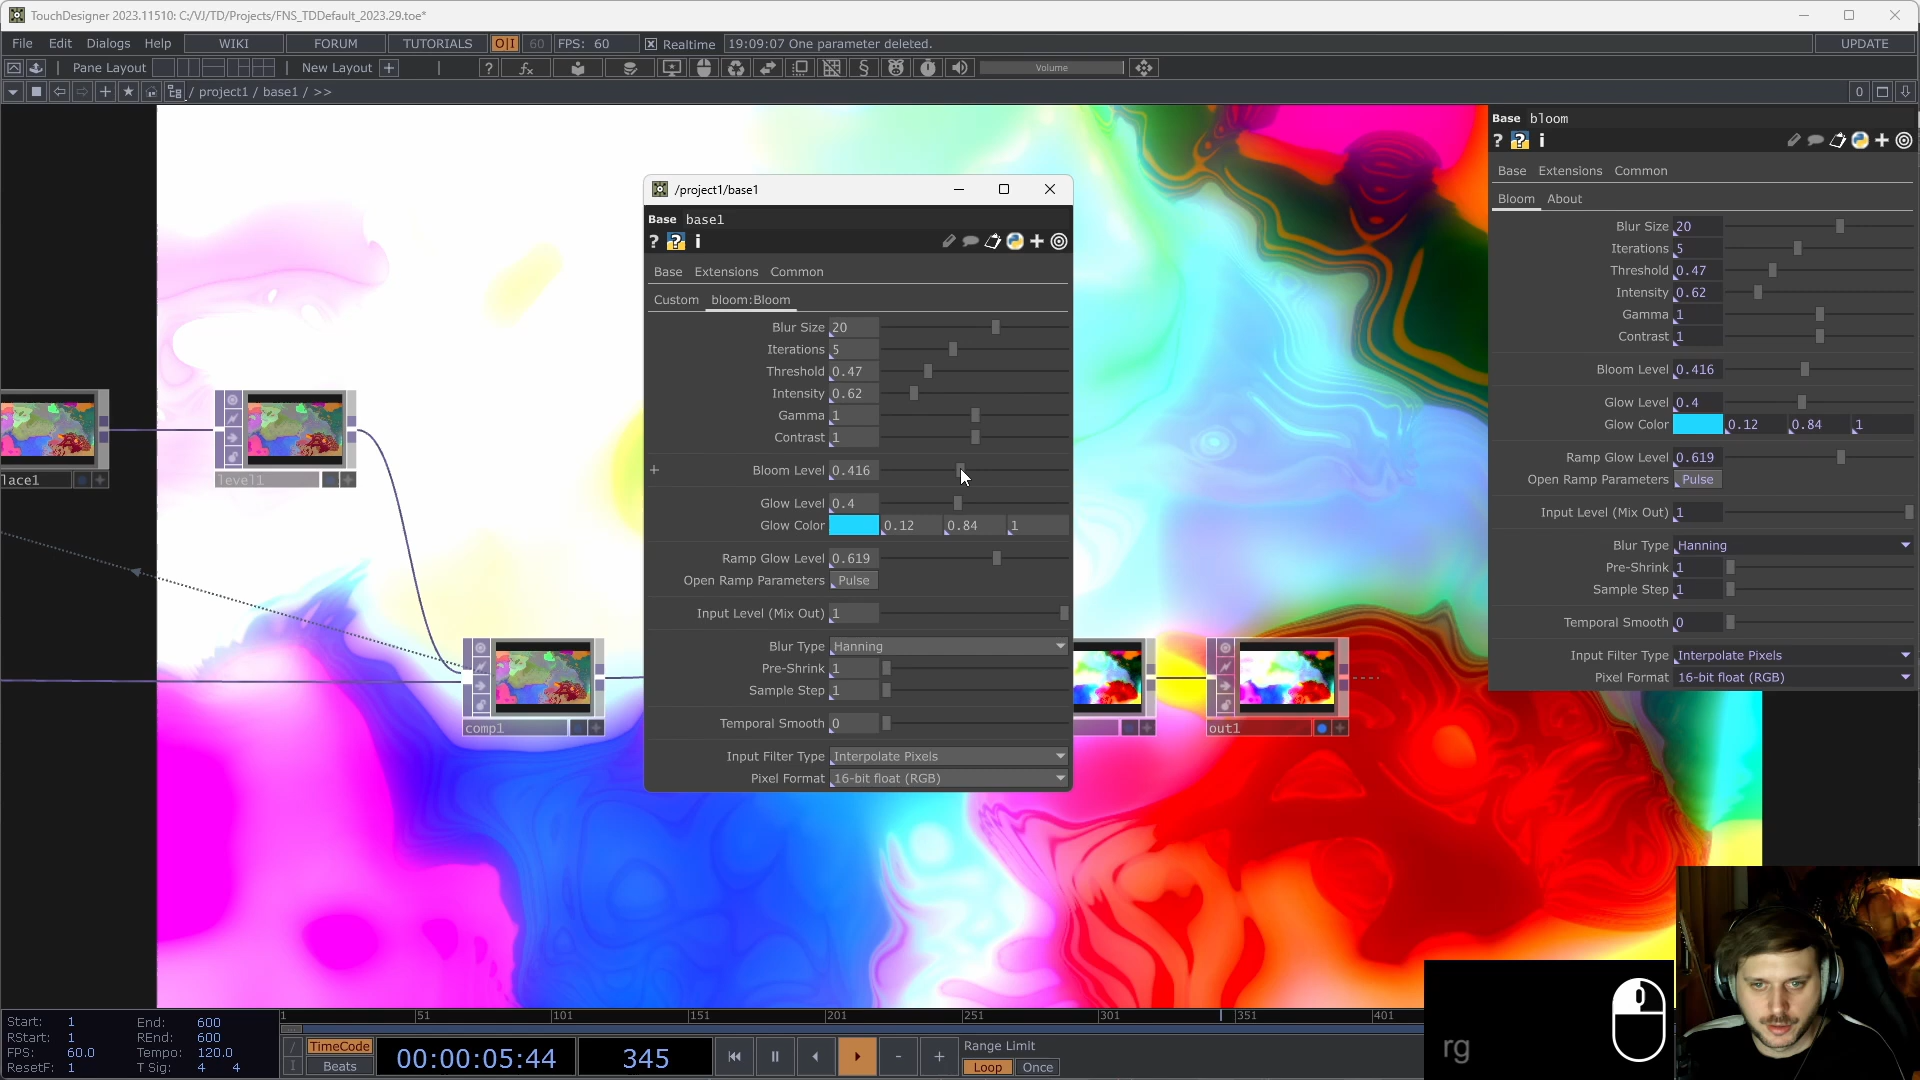 TouchDesigner 2023.11510: C:/VJ/TD/Projects/FNS_TDDefault_2023.29.toe*
File Edit Dialogs Help WIKI FORUM TUTORIALS O|I 60 FPS: 60 Realtime 19:09:07 One parameter deleted. UPDATE
Pane Layout New Layout + ? fx Volume
/ project1 / base1 / >> 0
Base bloom
? ? i
Base Extensions Common
Bloom About
Blur Size 20
Iterations 5
Threshold 0.47
Intensity 0.62
Gamma 1
Contrast 1
Bloom Level 0.416
Glow Level 0.4
Glow Color 0.12 0.84 1
Ramp Glow Level 0.619
Open Ramp Parameters Pulse
Input Level (Mix Out) 1
Blur Type Hanning
Pre-Shrink 1
Sample Step 1
Temporal Smooth 0
Input Filter Type Interpolate Pixels
Pixel Format 16-bit float (RGB)
/project1/base1
Base base1
? ? i
Base Extensions Common
Custom bloom:Bloom
Blur Size 20
Iterations 5
Threshold 0.47
Intensity 0.62
Gamma 1
Contrast 1
+ Bloom Level 0.416
Glow Level 0.4
Glow Color 0.12 0.84 1
Ramp Glow Level 0.619
Open Ramp Parameters Pulse
Input Level (Mix Out) 1
Blur Type Hanning
Pre-Shrink 1
Sample Step 1
Temporal Smooth 0
Input Filter Type Interpolate Pixels
Pixel Format 16-bit float (RGB)
lace1
level1
comp1
out1
rg
1 51 101 151 201 251 301 351 401
Start: 1 End: 600
RStart: 1 REnd: 600
FPS: 60.0 Tempo: 120.0
ResetF: 1 T Sig: 4 4
/ I
TimeCode
Beats
00:00:05:44
345
- +
Range Limit
Loop Once